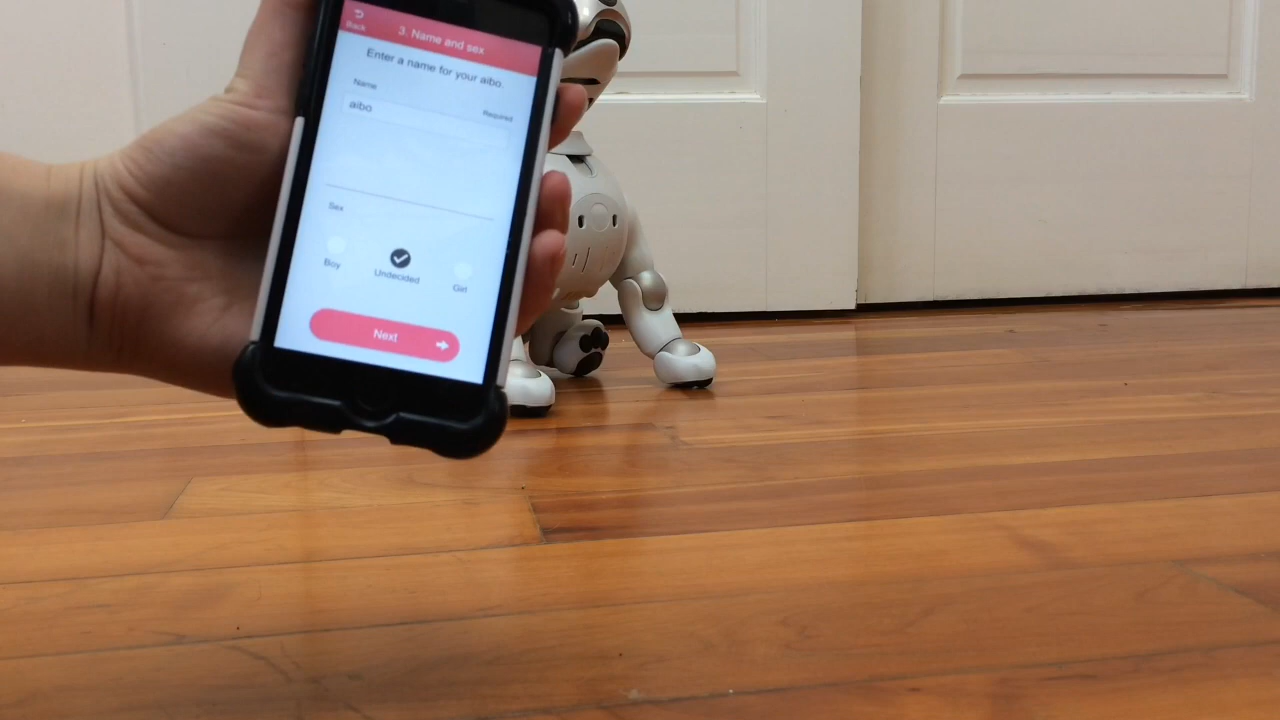 Back
3. Name and sex
Enter a name for your aibo.
Name
Required
aibo
Sex
Boy
Undecided
Girl
Next